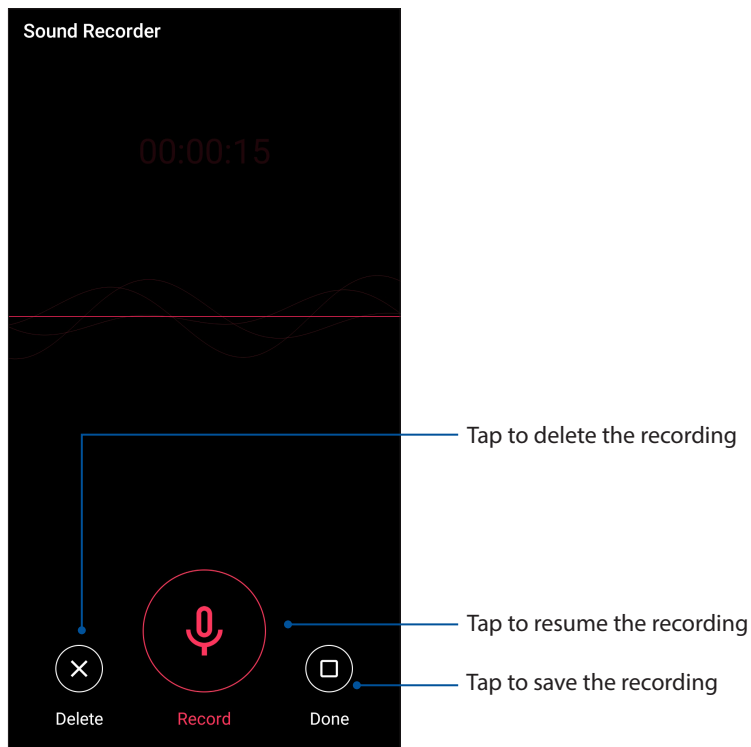 Sound Recorder
00:00:15
Tap to delete the recording
Tap to resume the recording
Tap to save the recording
Delete
Record
Done